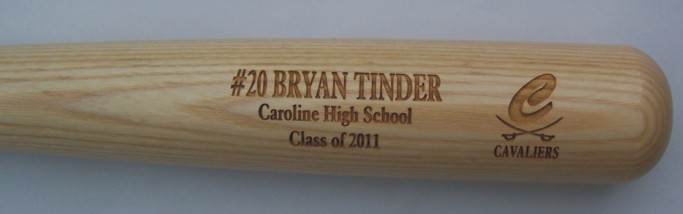 #20 BRYAN TINDER
Caroline High School
Class of 2011
C
CAVALIERS